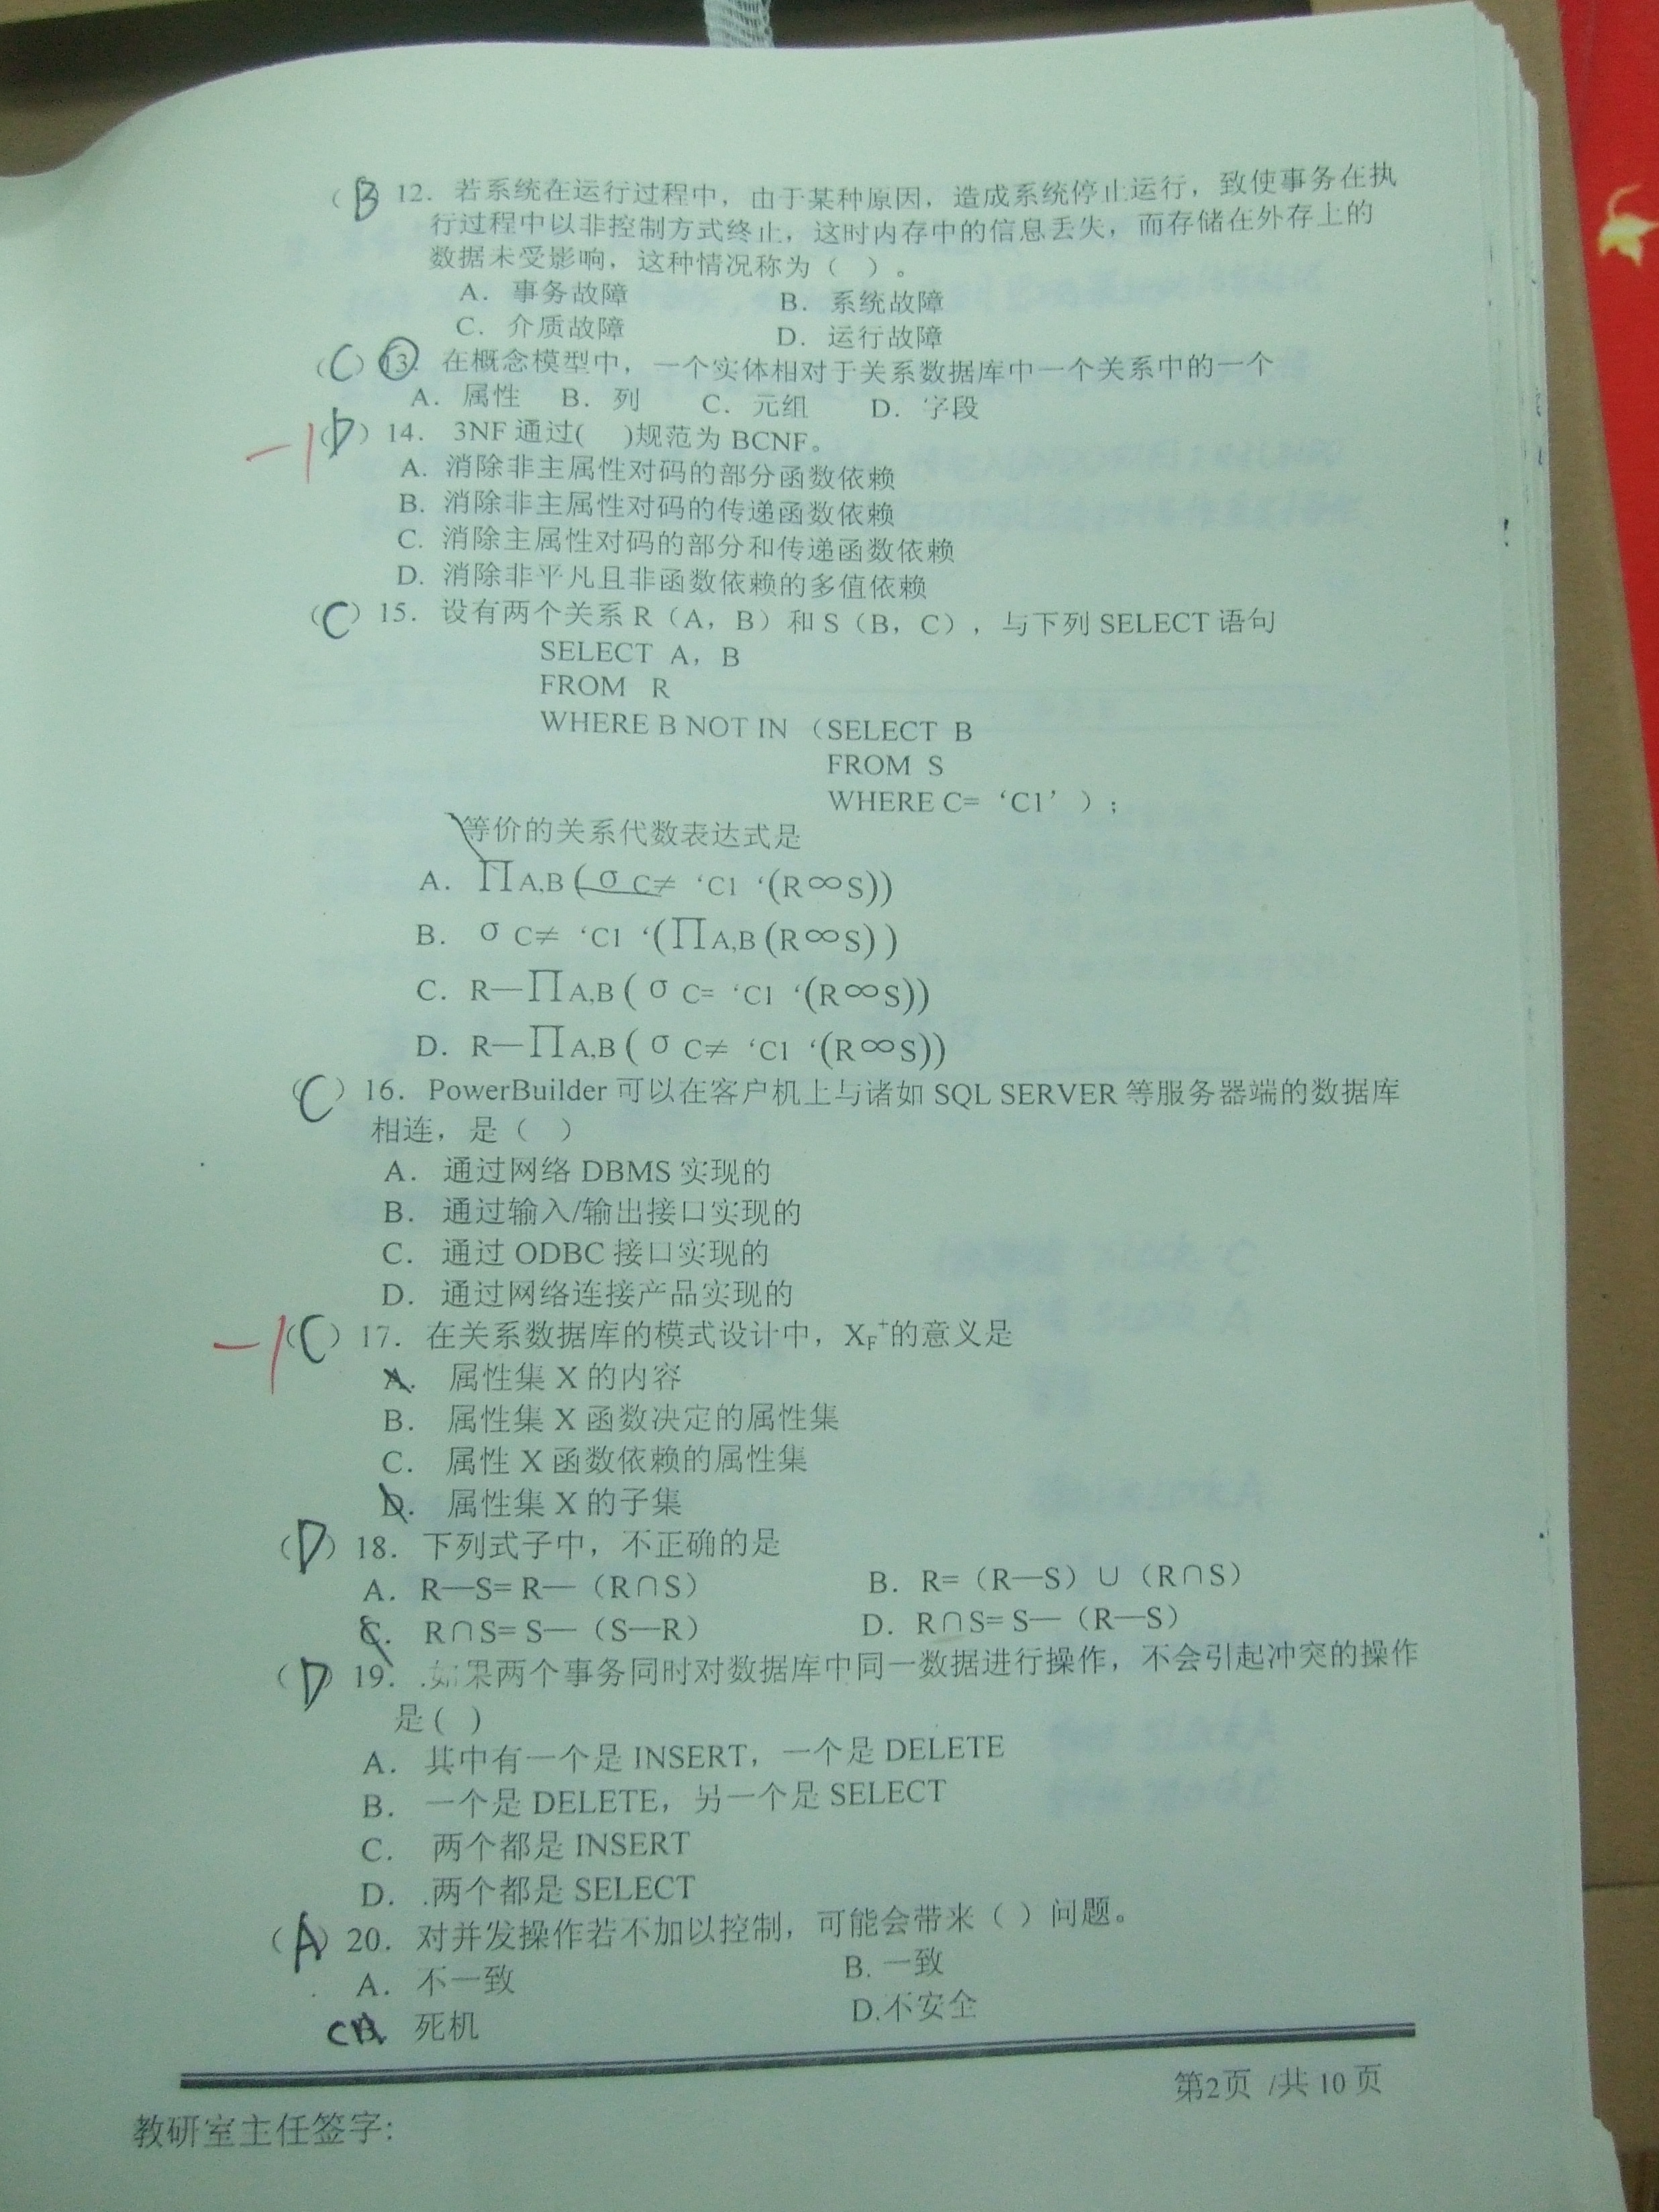 （B）12．若系统在运行过程中，由于某种原因，造成系统停止运行，致使事务在执
行过程中以非控制方式终止，这时内存中的信息丢失，而存储在外存上的
数据未受影响，这种情况称为（ ）。
A．事务故障 B．系统故障
C．介质故障 D．运行故障
（C）13．在概念模型中，一个实体相对于关系数据库中一个关系中的一个
A．属性 B．列 C．元组 D．字段
-1（D）14． 3NF 通过( )规范为 BCNF。
A. 消除非主属性对码的部分函数依赖
B. 消除非主属性对码的传递函数依赖
C. 消除主属性对码的部分和传递函数依赖
D. 消除非平凡且非函数依赖的多值依赖
（C）15．设有两个关系 R（A，B）和 S（B，C），与下列 SELECT 语句
SELECT A，B
FROM R
WHERE B NOT IN （SELECT B
FROM S
WHERE C=‘C1’）；
等价的关系代数表达式是
A．∏A,B(σ C≠ ‘C1 ‘(R∞S))
B．σ C≠ ‘C1 ‘(∏A,B(R∞S))
C．R—∏A,B(σ C= ‘C1 ‘(R∞S))
D．R—∏A,B(σ C≠ ‘C1 ‘(R∞S))
（C）16．PowerBuilder 可以在客户机上与诸如 SQL SERVER 等服务器端的数据库
相连，是（ ）
A．通过网络 DBMS 实现的
B．通过输入/输出接口实现的
C．通过 ODBC 接口实现的
D．通过网络连接产品实现的
-1（C）17．在关系数据库的模式设计中，X_F⁺的意义是
A．属性集 X 的内容
B．属性集 X 函数决定的属性集
C．属性 X 函数依赖的属性集
D．属性集 X 的子集
（D）18．下列式子中，不正确的是
A．R—S= R—（R∩S） B．R=（R—S）∪（R∩S）
C．R∩S= S—（S—R） D．R∩S= S—（R—S）
（D）19．.如果两个事务同时对数据库中同一数据进行操作，不会引起冲突的操作
是( )
A．其中有一个是 INSERT，一个是 DELETE
B．一个是 DELETE，另一个是 SELECT
C．两个都是 INSERT
D．.两个都是 SELECT
（A）20．对并发操作若不加以控制，可能会带来（ ）问题。
A．不一致 B. 一致
C 死机 D.不安全
第2页 /共 10 页
教研室主任签字: